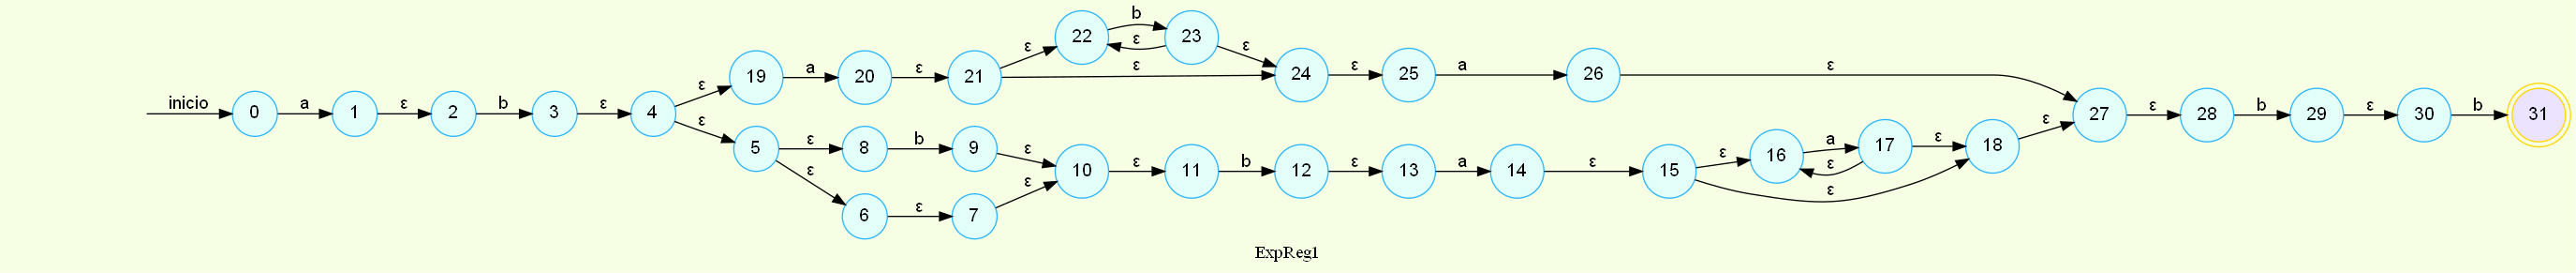 b
22 ε 23
ε ε
19 a 20 ε 21 ε 24 ε 25 a 26 ε
ε
inicio 0 a 1 ε 2 b 3 ε 4 27 ε 28 b 29 ε 30 b 31
ε ε
5 ε 8 b 9 16 a 17 ε 18
ε ε ε ε
10 ε 11 b 12 ε 13 a 14 ε 15
ε ε
6 ε 7
ExpReg1